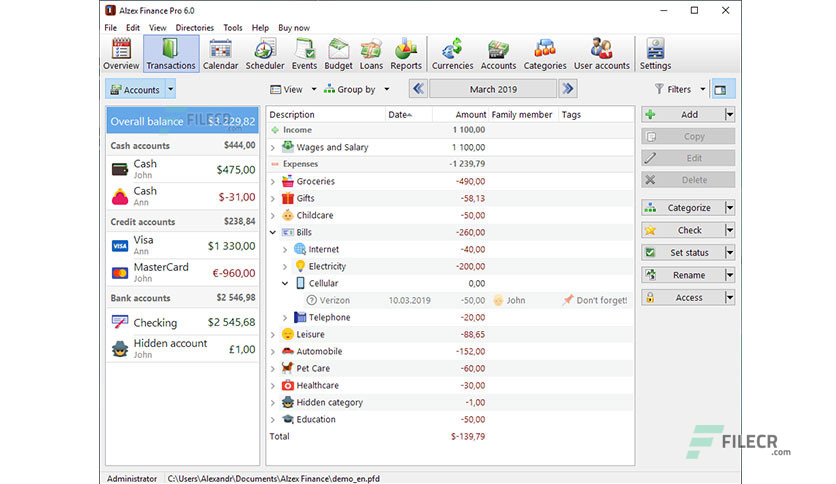 Alzex Finance Pro 6.0
File Edit View Directories Tools Help Buy now
Overview Transactions Calendar Scheduler Events Budget Loans Reports Currencies Accounts Categories User accounts Settings
Accounts View Group by March 2019 Filters
Overall balance $3 229,82
FILECR
.com
Cash accounts $444,00
Cash $475,00
John
Cash $-31,00
Ann
Credit accounts $238,84
Visa $1 330,00
Ann
MasterCard €-960,00
John
Bank accounts $2 546,98
Checking $2 545,68
Hidden account £1,00
John
Description Date Amount Family member Tags
Income 1 100,00
Wages and Salary 1 100,00
Expenses -1 239,79
Groceries -490,00
Gifts -58,13
Childcare -50,00
Bills -260,00
Internet -40,00
Electricity -200,00
Cellular 0,00
Verizon 10.03.2019 -50,00 John Don't forget!
Telephone -20,00
Leisure -88,65
Automobile -152,00
Pet Care -60,00
Healthcare -30,00
Hidden category -1,00
Education -50,00
Total $-139,79
Add
Copy
Edit
Delete
Categorize
Check
Set status
Rename
Access
FILECR
.com
Administrator C:\Users\Alexandr\Documents\Alzex Finance\demo_en.pfd